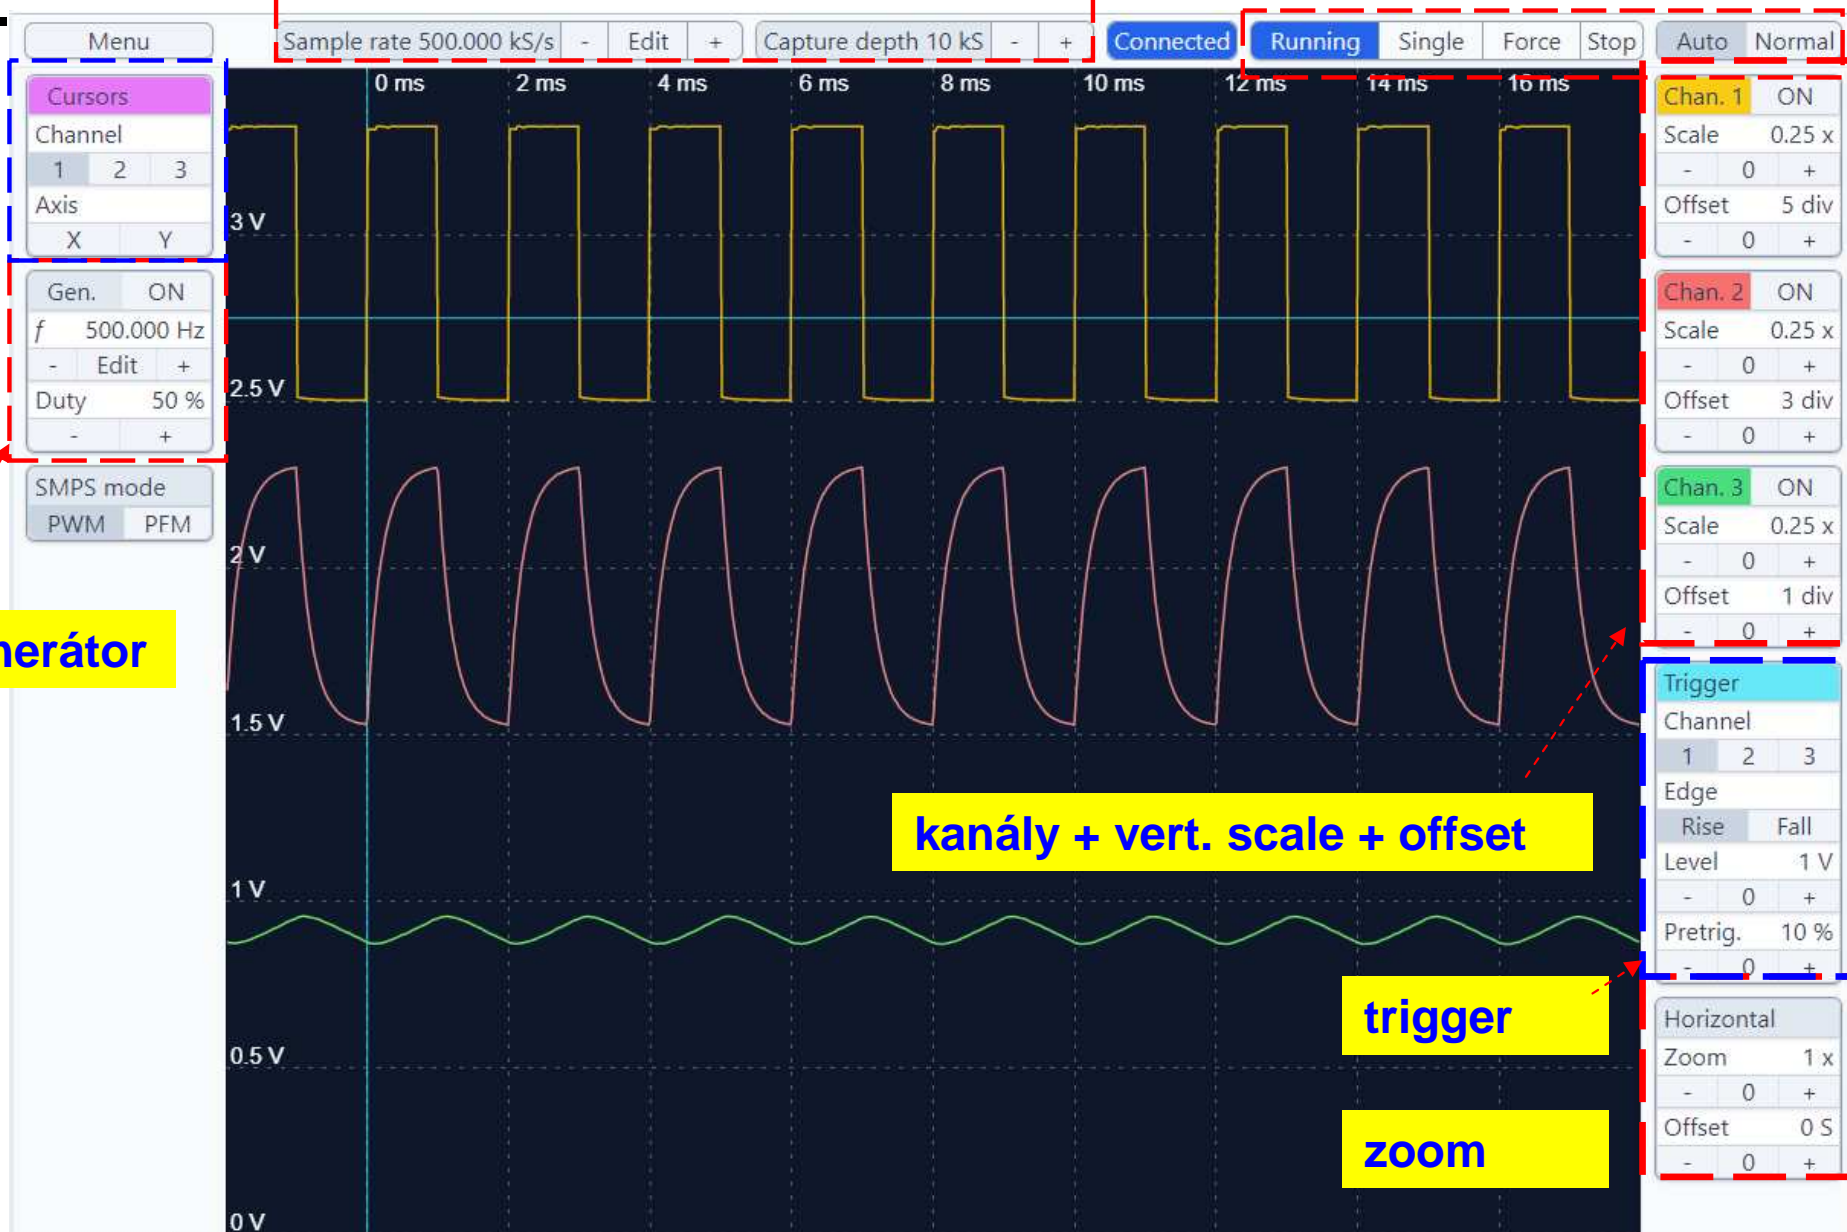 Menu
Sample rate 500.000 kS/s - Edit +
Capture depth 10 kS - +
Connected
Running Single Force Stop
Auto Normal
Cursors
Channel
1 2 3
Axis
X Y
Gen. ON
f 500.000 Hz
- Edit +
Duty 50 %
- +
SMPS mode
PWM PFM
nerátor
0 ms 2 ms 4 ms 6 ms 8 ms 10 ms 12 ms 14 ms 16 ms
3 V
2.5 V
2 V
1.5 V
1 V
0.5 V
0 V
kanály + vert. scale + offset
trigger
zoom
Chan. 1 ON
Scale 0.25 x
- 0 +
Offset 5 div
- 0 +
Chan. 2 ON
Scale 0.25 x
- 0 +
Offset 3 div
- 0 +
Chan. 3 ON
Scale 0.25 x
- 0 +
Offset 1 div
- 0 +
Trigger
Channel
1 2 3
Edge
Rise Fall
Level 1 V
- 0 +
Pretrig. 10 %
- 0 +
Horizontal
Zoom 1 x
- 0 +
Offset 0 S
- 0 +